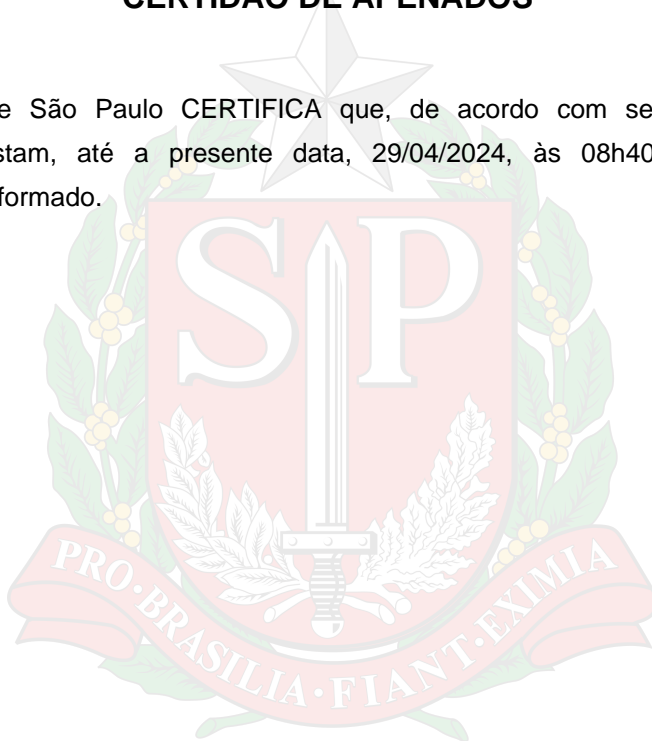 CERTIDÃO DE APENADOS
e São Paulo CERTIFICA que, de acordo com se
stam, até a presente data, 29/04/2024, às 08h40
formado.
SP
PRO·BRASILIA·FIANT·EXIMIA